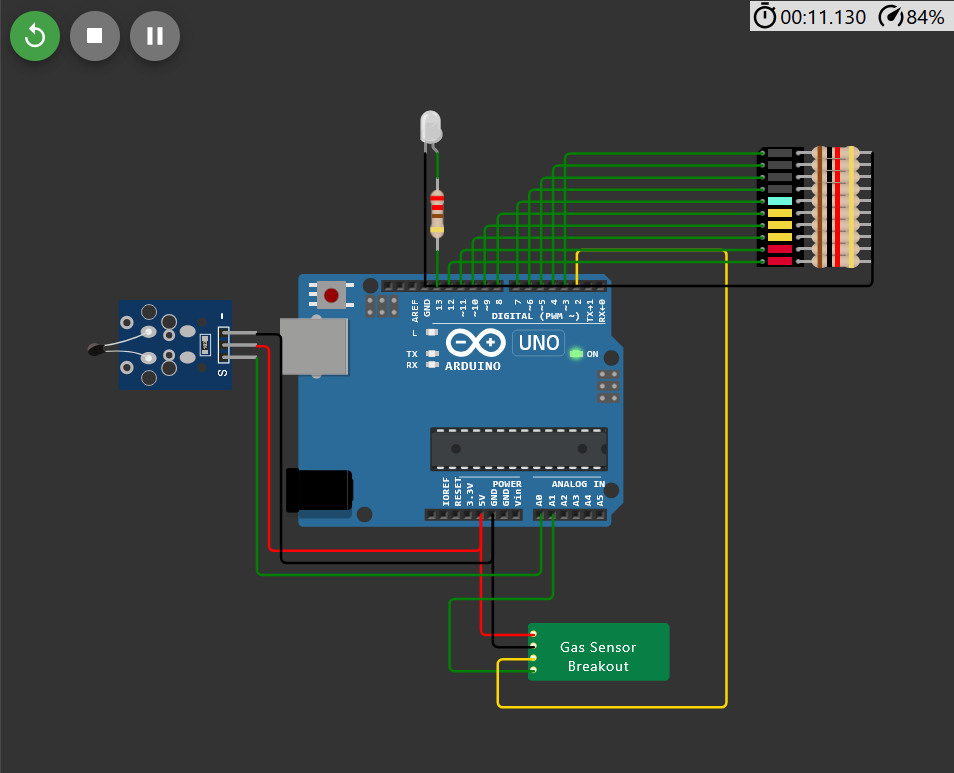 00:11.130 84%
AREF
GND
13
12
~11
~10
~9
8
7
~6
~5
4
~3
2
TX→1
RX←0
DIGITAL (PWM ~)
L
TX
RX
UNO
ON
ARDUINO
-
S
IOREF
RESET
3.3V
5V
GND
GND
Vin
POWER
ANALOG IN
A0
A1
A2
A3
A4
A5
Gas Sensor
Breakout